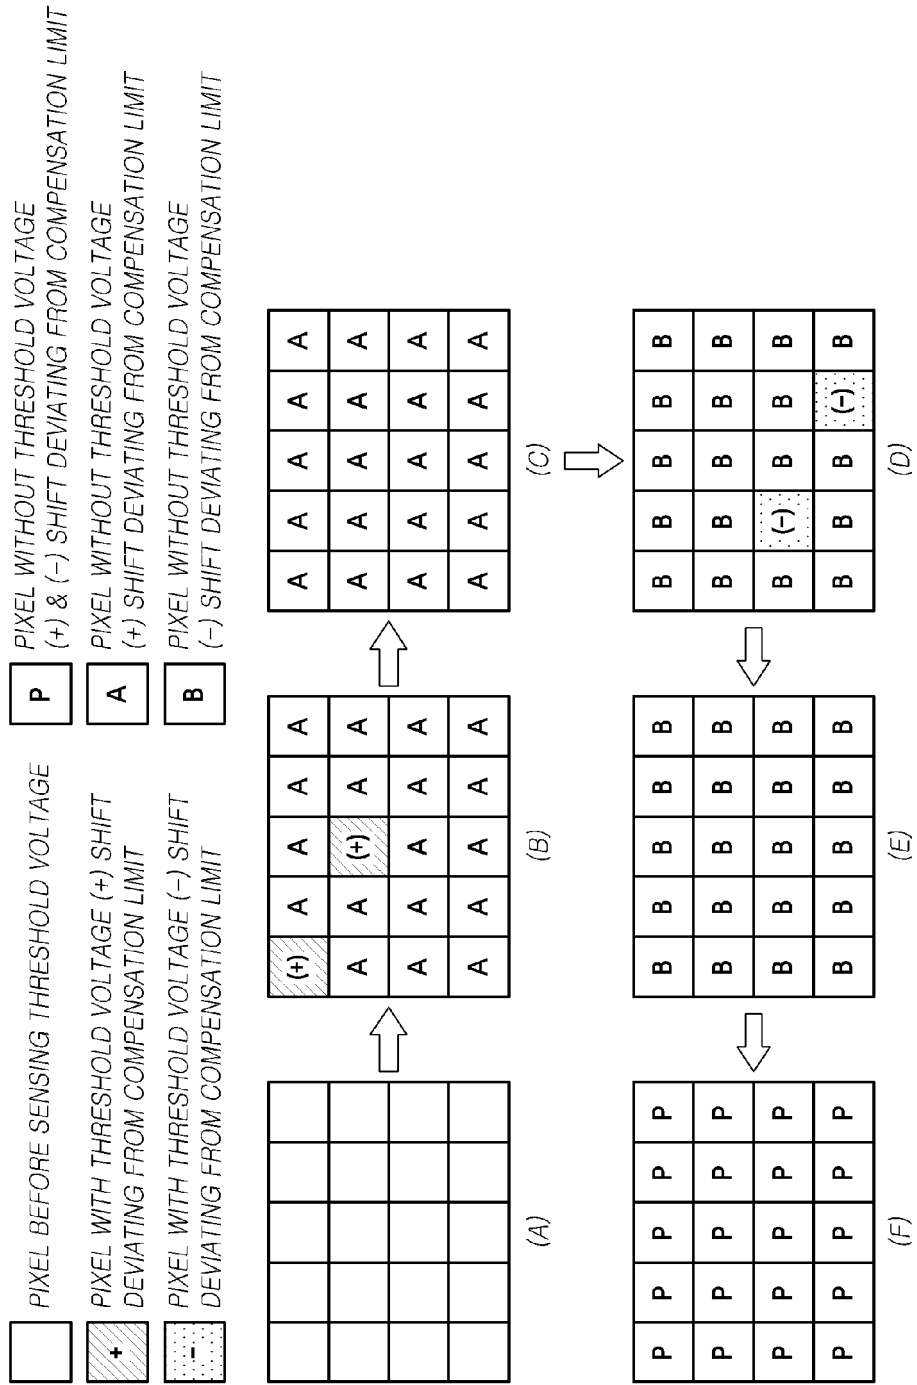 PIXEL BEFORE SENSING THRESHOLD VOLTAGE
+
PIXEL WITH THRESHOLD VOLTAGE (+) SHIFT
DEVIATING FROM COMPENSATION LIMIT
-
PIXEL WITH THRESHOLD VOLTAGE (-) SHIFT
DEVIATING FROM COMPENSATION LIMIT
P
PIXEL WITHOUT THRESHOLD VOLTAGE
(+) & (-) SHIFT DEVIATING FROM COMPENSATION LIMIT
A
PIXEL WITHOUT THRESHOLD VOLTAGE
(+) SHIFT DEVIATING FROM COMPENSATION LIMIT
B
PIXEL WITHOUT THRESHOLD VOLTAGE
(-) SHIFT DEVIATING FROM COMPENSATION LIMIT
(A)
(+) A A A A
A A (+) A A
A A A A A
A A A A A
(B)
A A A A A
A A A A A
A A A A A
A A A A A
(C)
B B B B B
B B B B B
B (-) B B B
B B B (-) B
(D)
B B B B B
B B B B B
B B B B B
B B B B B
(E)
P P P P P
P P P P P
P P P P P
P P P P P
(F)